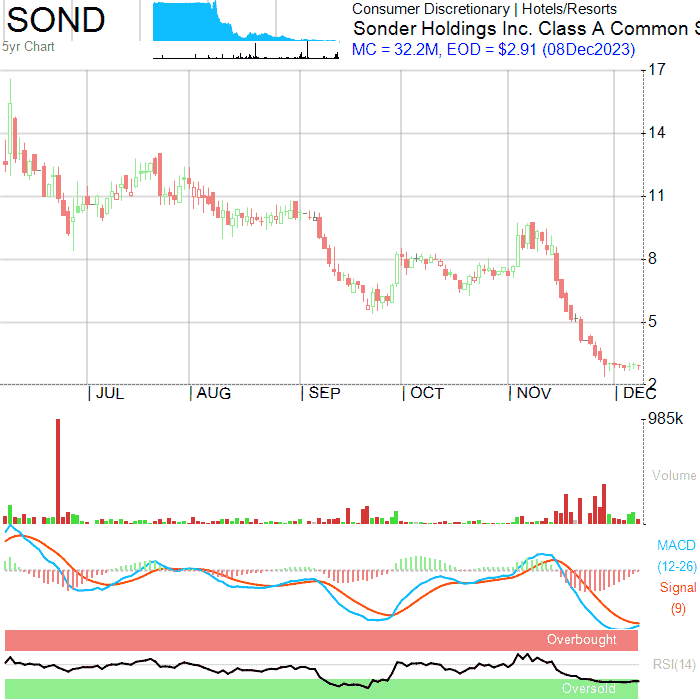 SOND
5yr Chart
Consumer Discretionary | Hotels/Resorts
Sonder Holdings Inc. Class A Common S
MC = 32.2M, EOD = $2.91 (08Dec2023)
17
14
11
8
5
2
JUL AUG SEP OCT NOV DEC
985k
Volume
MACD
(12-26)
Signal
(9)
Overbought
RSI(14)
Oversold